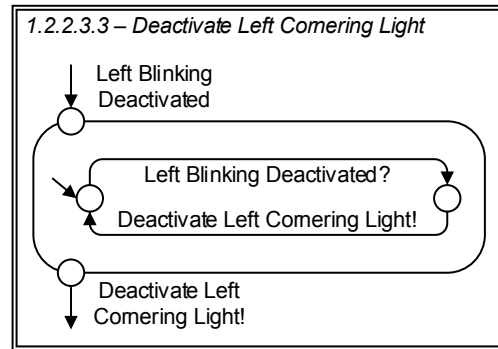 1.2.2.3.3 – Deactivate Left Cornering Light
Left Blinking
Deactivated
Left Blinking Deactivated?
Deactivate Left Cornering Light!
Deactivate Left
Cornering Light!